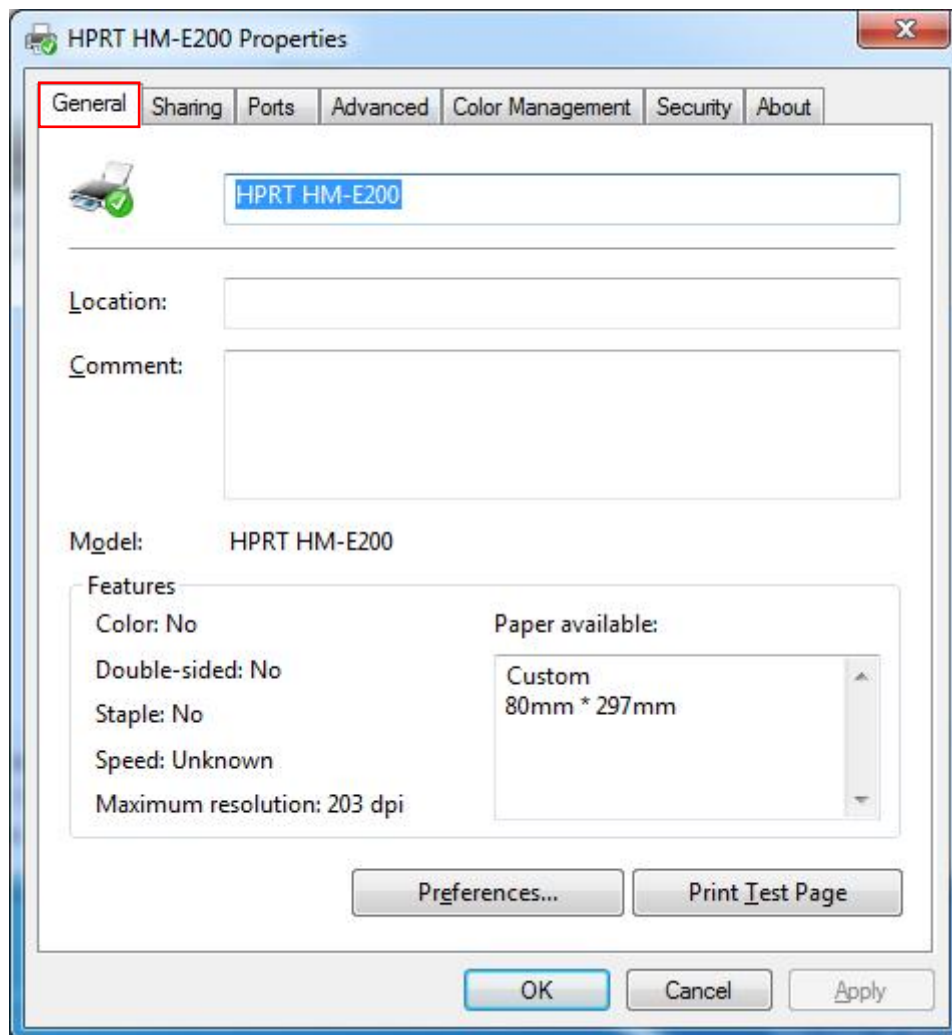 HPRT HM-E200 Properties
General Sharing Ports Advanced Color Management Security About
HPRT HM-E200
Location:
Comment:
Model: HPRT HM-E200
Features
Color: No
Double-sided: No
Staple: No
Speed: Unknown
Maximum resolution: 203 dpi
Paper available:
Custom
80mm * 297mm
Preferences... Print Test Page
OK Cancel Apply